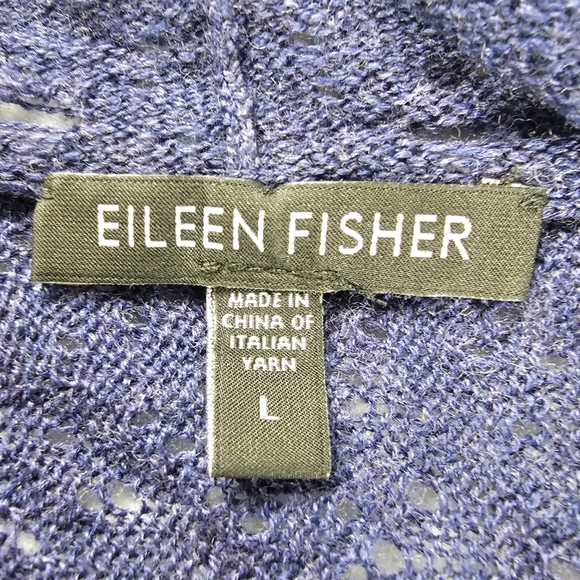 EILEEN FISHER
MADE IN
CHINA OF
ITALIAN
YARN
L